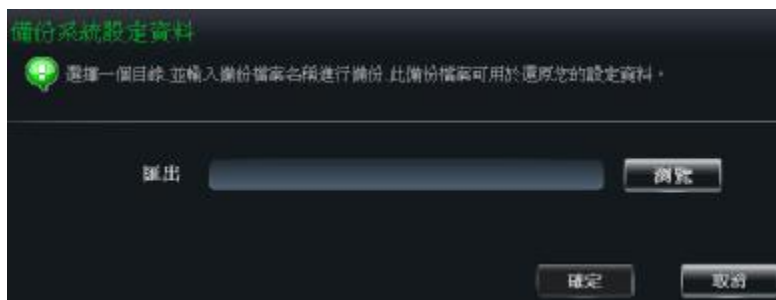 備份系統設定資料
選擇一個目錄,並輸入備份檔案名稱進行備份,此備份檔案可用於還原您的設定資料。
匯出
瀏覽
確定
取消